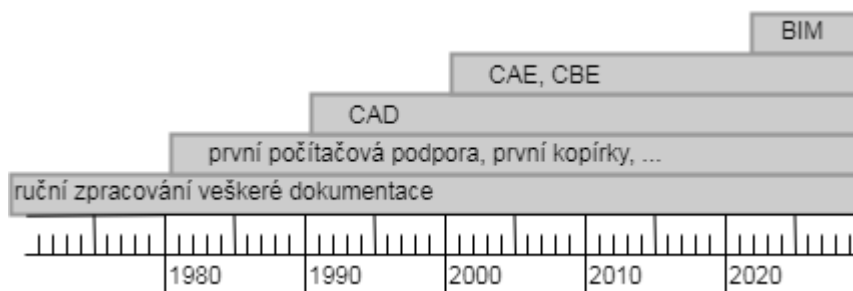 BIM
CAE, CBE
CAD
první počítačová podpora, první kopírky, ...
ruční zpracování veškeré dokumentace
1980 1990 2000 2010 2020